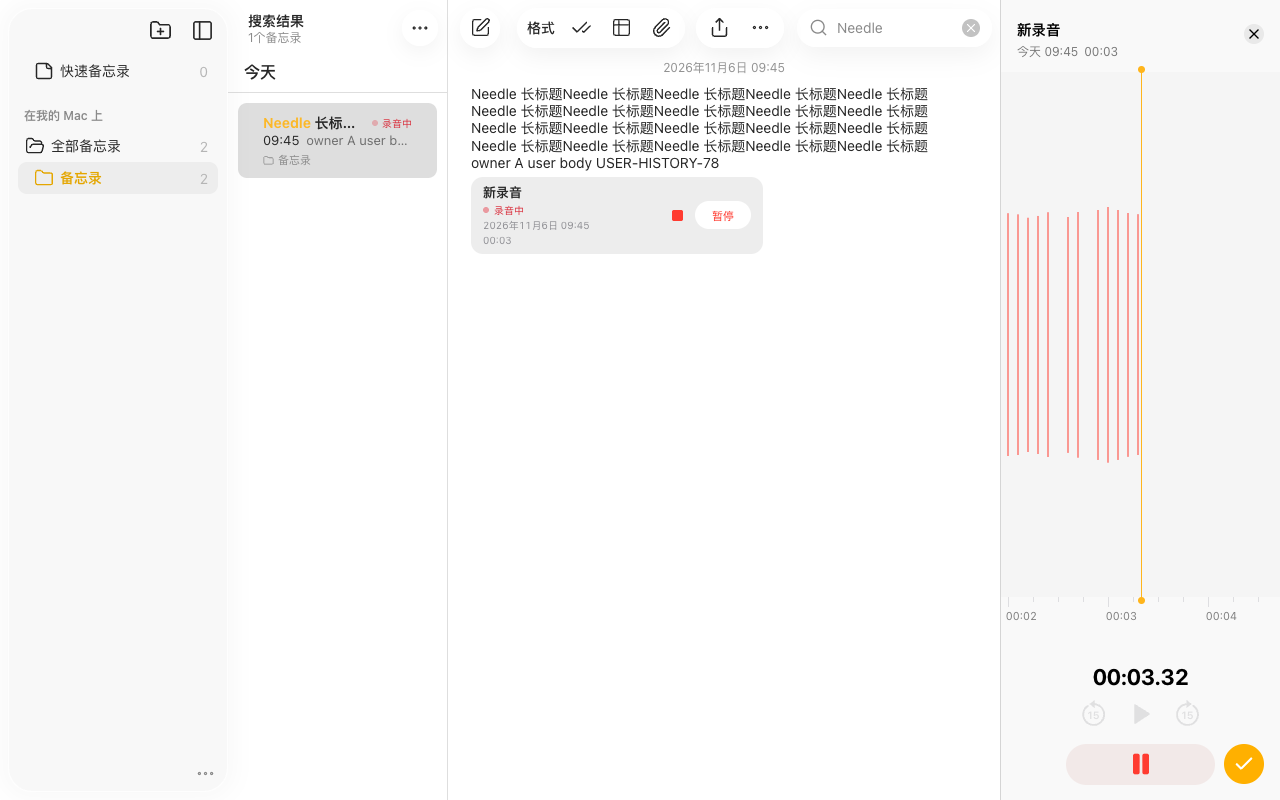 快速备忘录 0
在我的 Mac 上
全部备忘录 2
备忘录 2
搜索结果
1个备忘录
今天
Needle 长标... 录音中
09:45 owner A user b...
备忘录
格式
Needle
2026年11月6日 09:45
Needle 长标题Needle 长标题Needle 长标题Needle 长标题Needle 长标题
Needle 长标题Needle 长标题Needle 长标题Needle 长标题Needle 长标题
Needle 长标题Needle 长标题Needle 长标题Needle 长标题Needle 长标题
Needle 长标题Needle 长标题Needle 长标题Needle 长标题Needle 长标题
owner A user body USER-HISTORY-78
新录音
录音中
2026年11月6日 09:45
00:03
暂停
新录音
今天 09:45 00:03
00:02 00:03 00:04
00:03.32
15 15